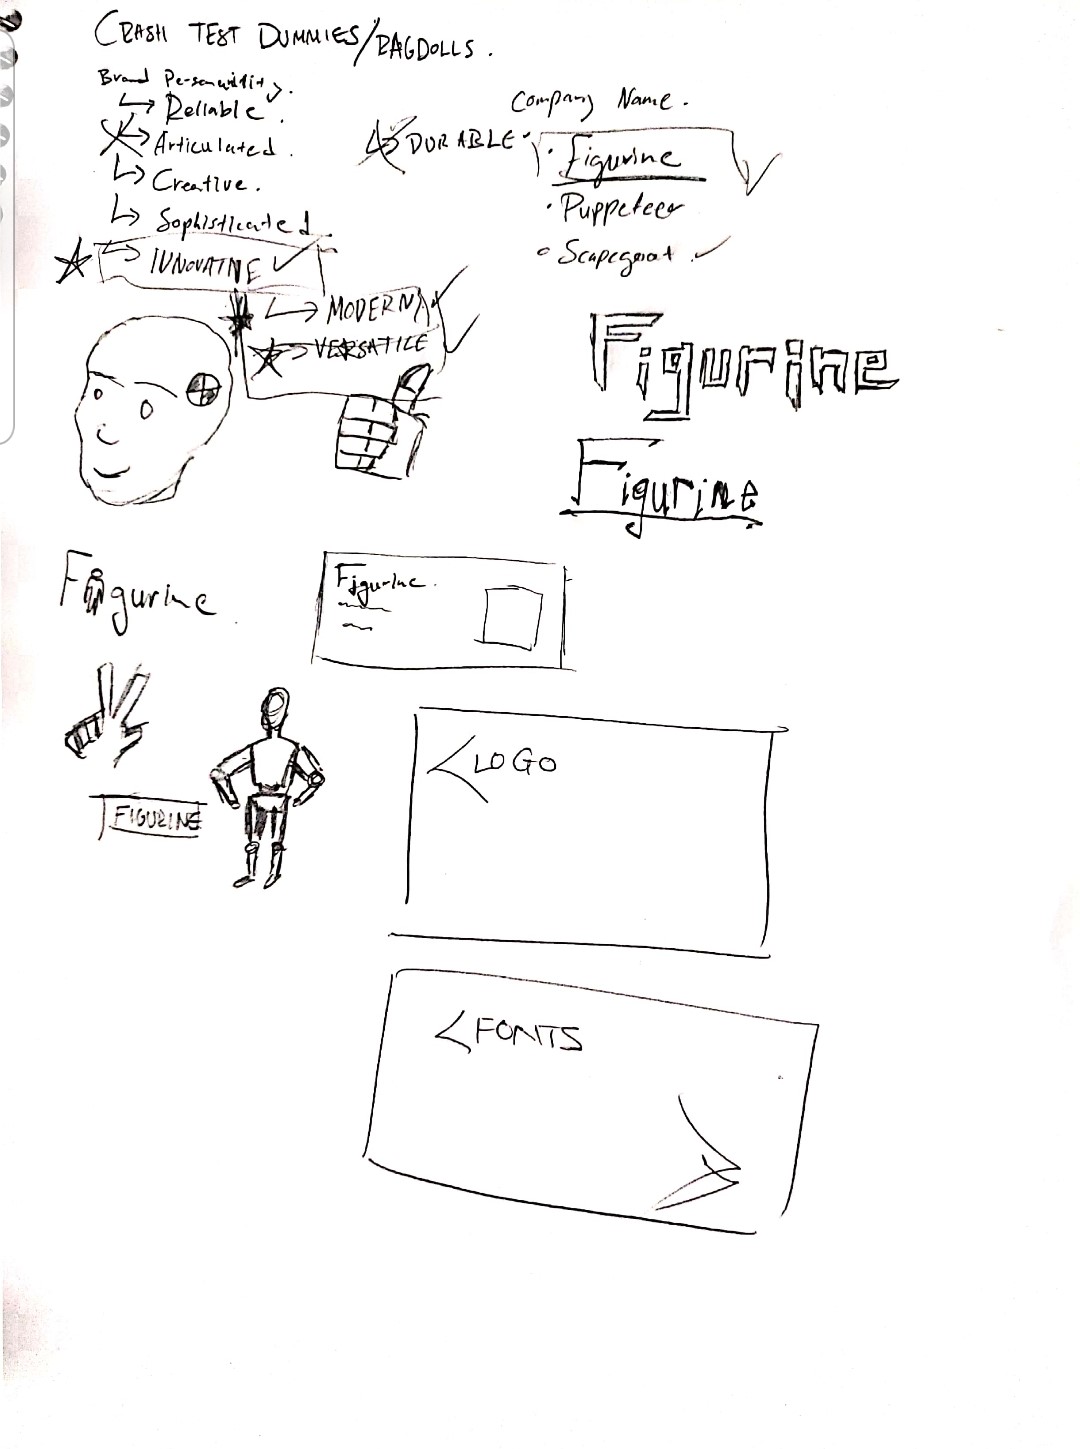 CRASH TEST DUMMIES/RAGDOLLS.
Brand Personality.
Reliable.
Articulated.
Creative.
Sophisticated.
INNOVATIVE
MODERN
VERSATILE
DURABLE
Company Name.
Figurine
Puppeteer
Scapegoat.
Figurine
Figurine
Figurine
Figurine.
FIGURINE
LOGO
FONTS